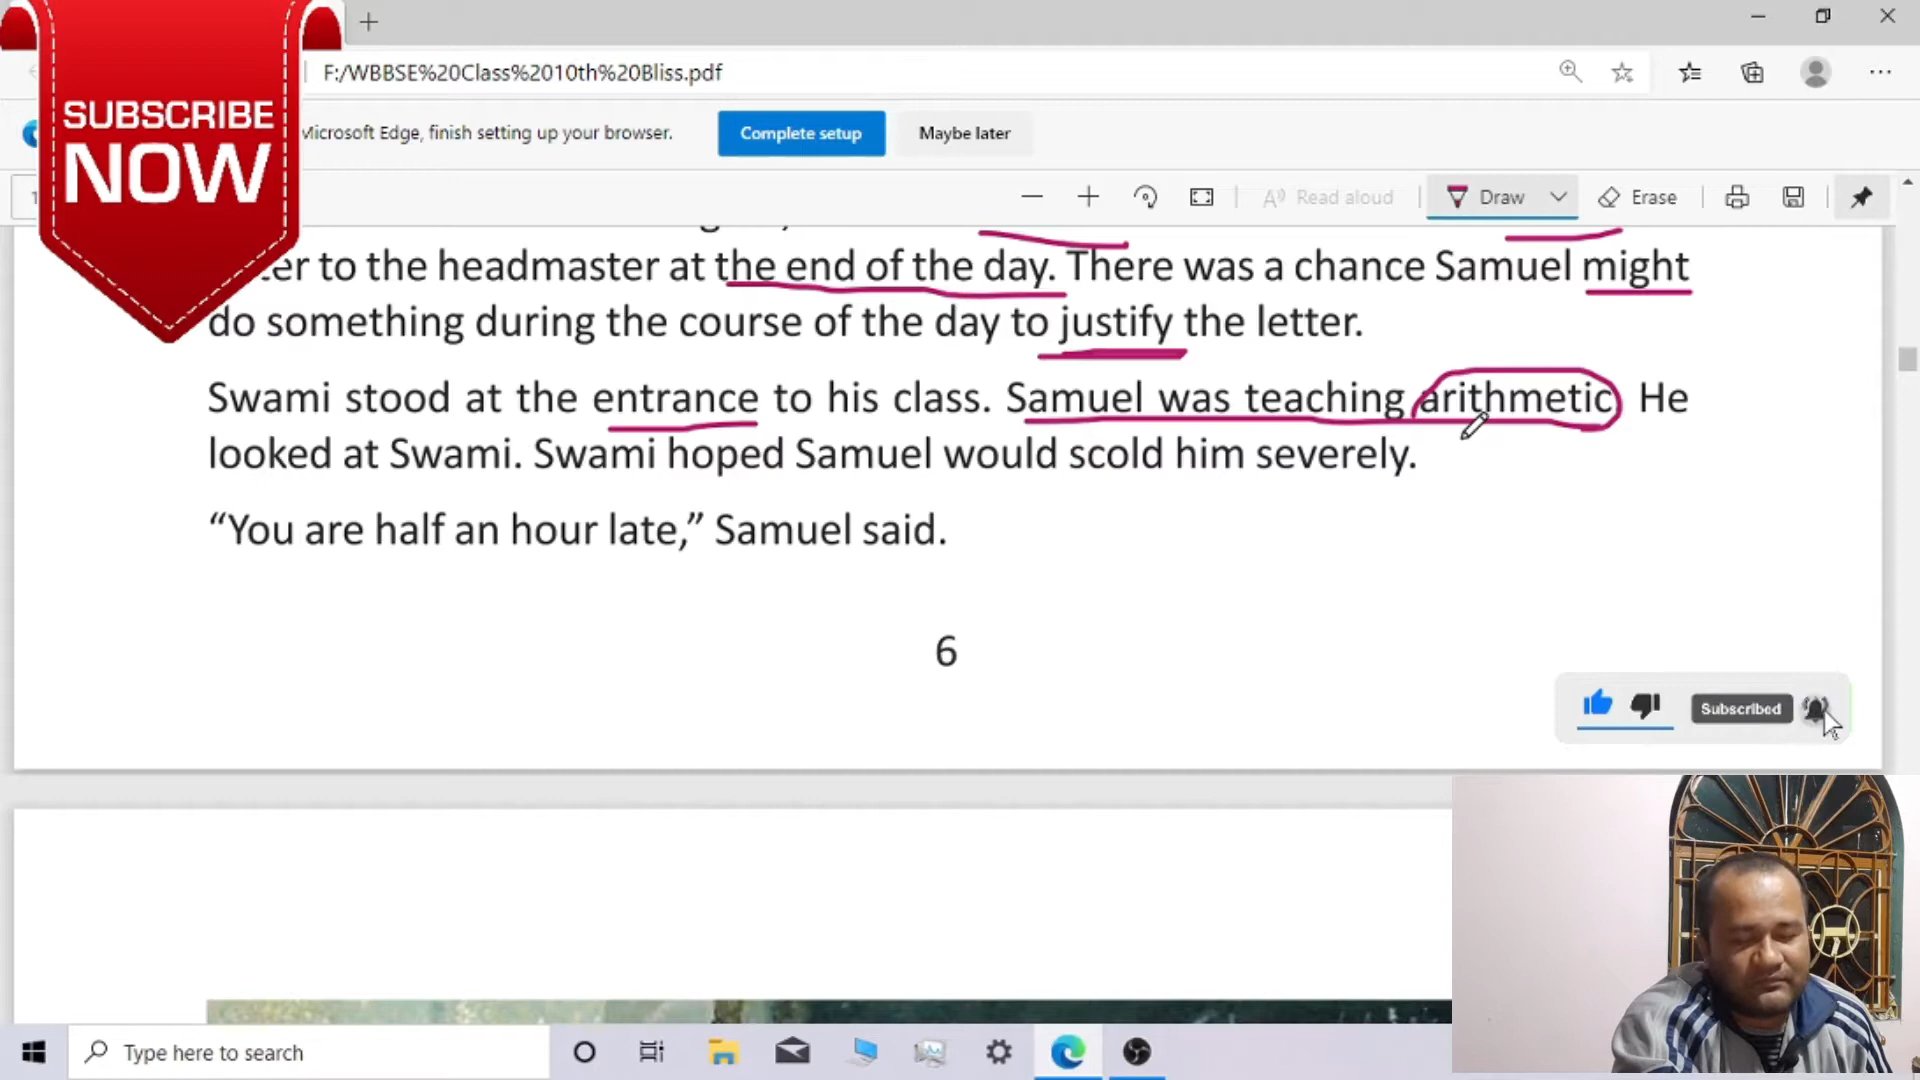 F:/WBBSE%20Class%2010th%20Bliss.pdf
SUBSCRIBE
NOW
Microsoft Edge, finish setting up your browser.
Complete setup
Maybe later
Read aloud
Draw
Erase
to the headmaster at the end of the day. There was a chance Samuel might
do something during the course of the day to justify the letter.
Swami stood at the entrance to his class. Samuel was teaching arithmetic He
looked at Swami. Swami hoped Samuel would scold him severely.
“You are half an hour late,” Samuel said.
6
Subscribed
Type here to search